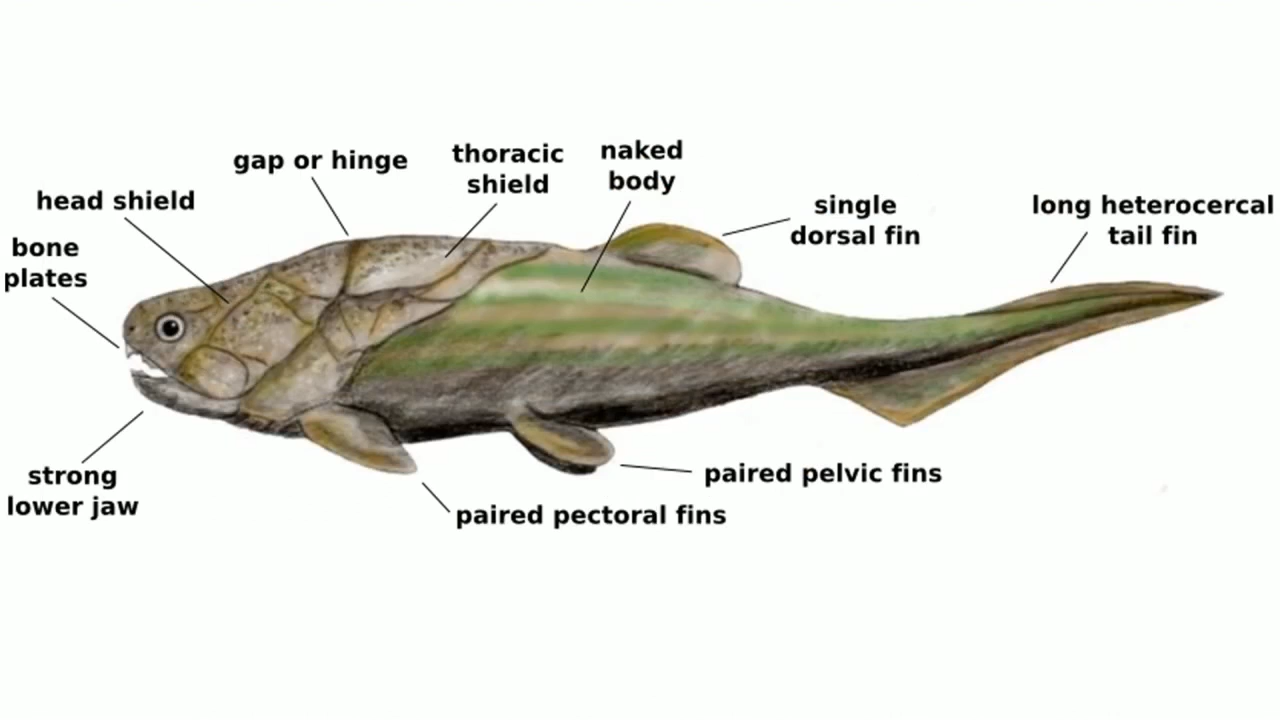 gap or hinge
thoracic
shield
naked
body
head shield
single
dorsal fin
long heterocercal
tail fin
bone
plates
strong
lower jaw
paired pelvic fins
paired pectoral fins